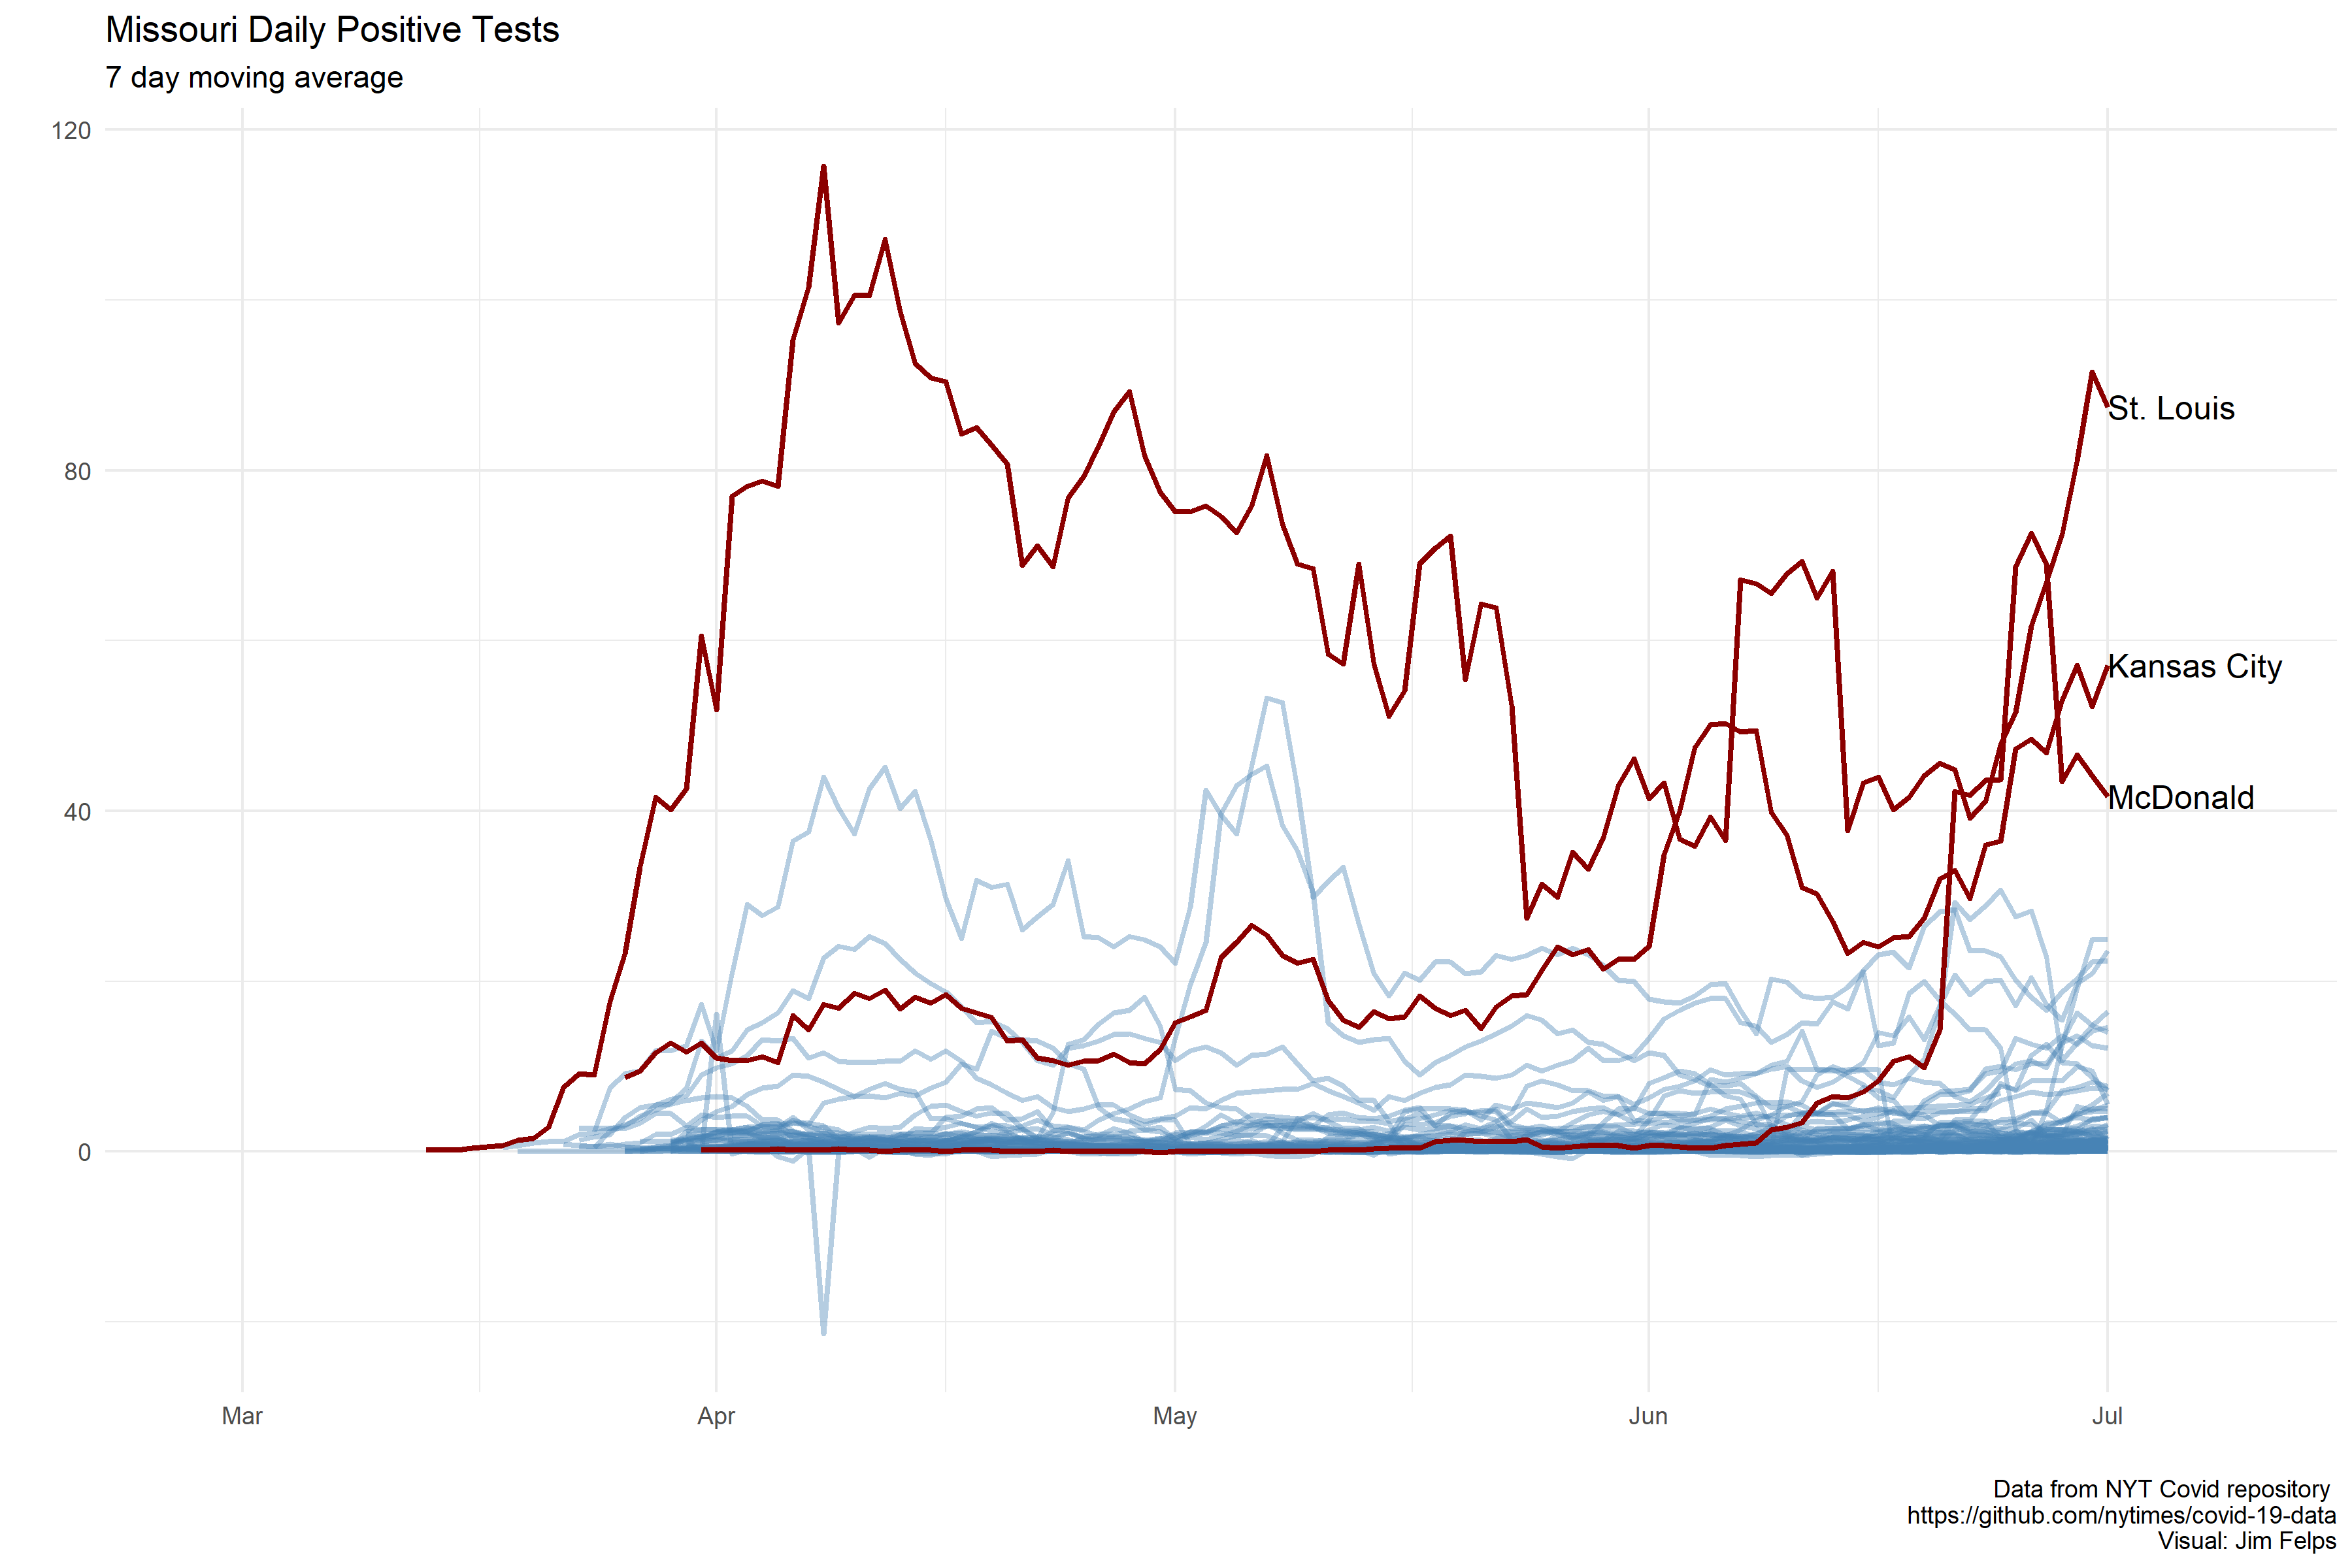 Missouri Daily Positive Tests
7 day moving average
120
80
40
0
St. Louis
Kansas City
McDonald
Mar
Apr
May
Jun
Jul
Data from NYT Covid repository
https://github.com/nytimes/covid-19-data
Visual: Jim Felps